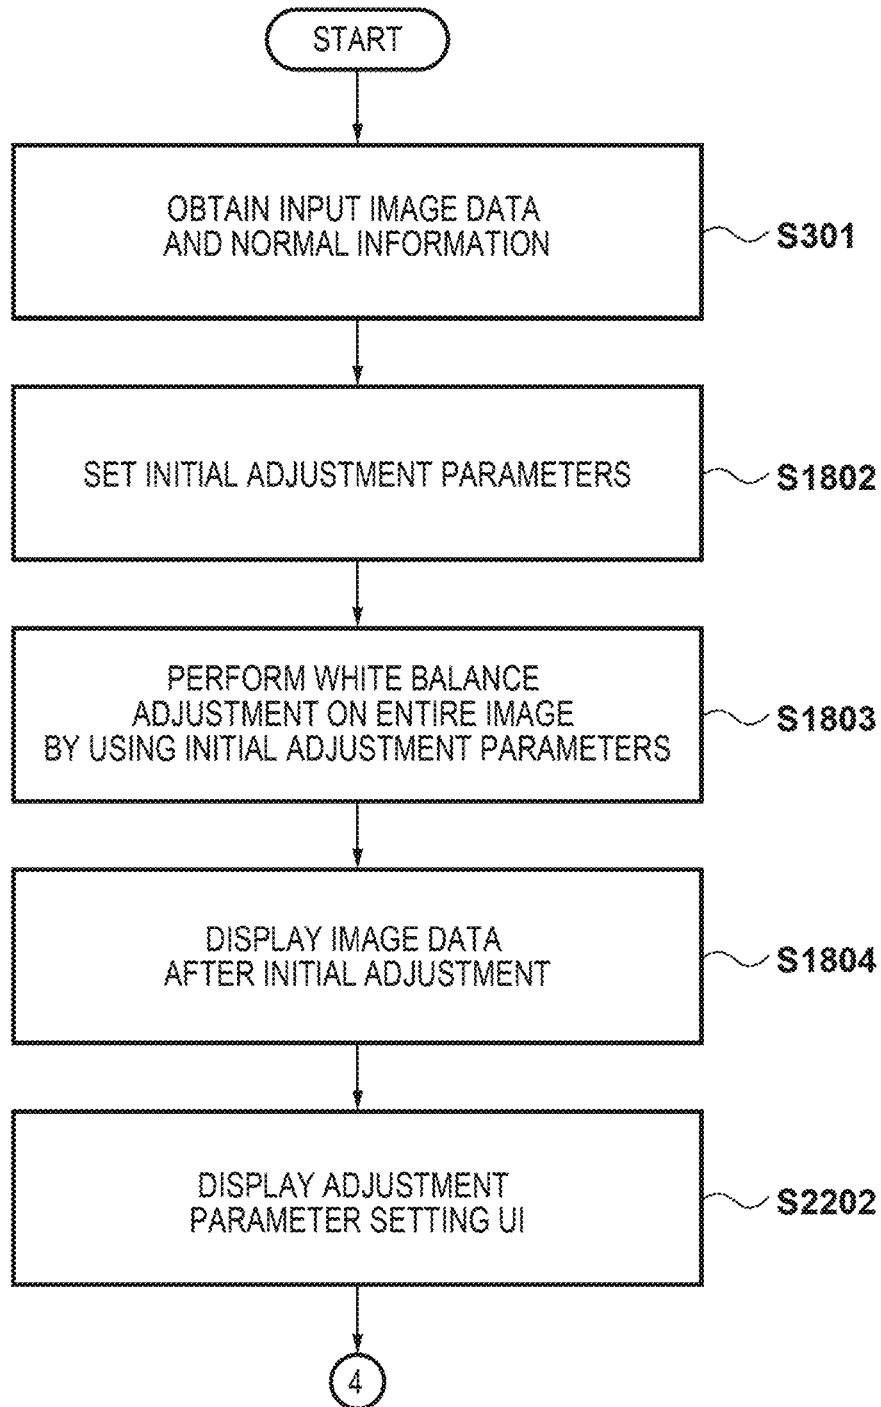 START
OBTAIN INPUT IMAGE DATA
AND NORMAL INFORMATION
S301
SET INITIAL ADJUSTMENT PARAMETERS
S1802
PERFORM WHITE BALANCE
ADJUSTMENT ON ENTIRE IMAGE
BY USING INITIAL ADJUSTMENT PARAMETERS
S1803
DISPLAY IMAGE DATA
AFTER INITIAL ADJUSTMENT
S1804
DISPLAY ADJUSTMENT
PARAMETER SETTING UI
S2202
4